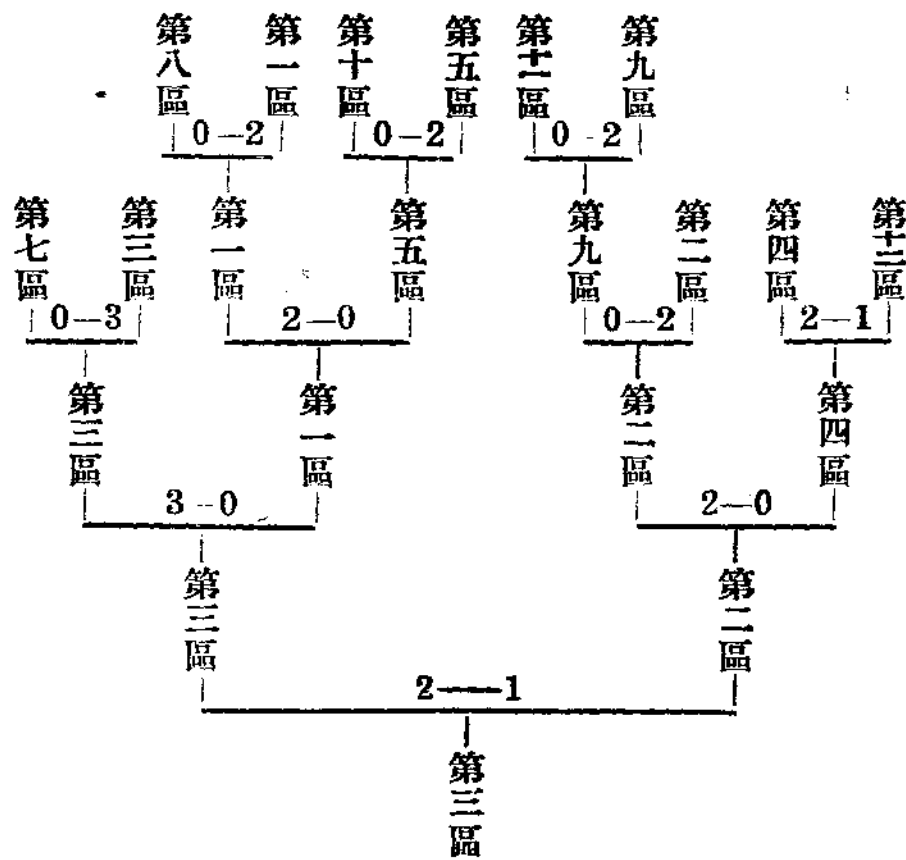 第八區 第一區 第十區 第五區 第十二區 第九區
0—2 0—2 0-2
第七區 第三區 第一區 第五區 第九區 第二區 第四區 第十三區
0—3 2—0 0—2 2—1
第三區 第一區 第二區 第四區
3-0 2—0
第三區 第二區
2——1
第三區